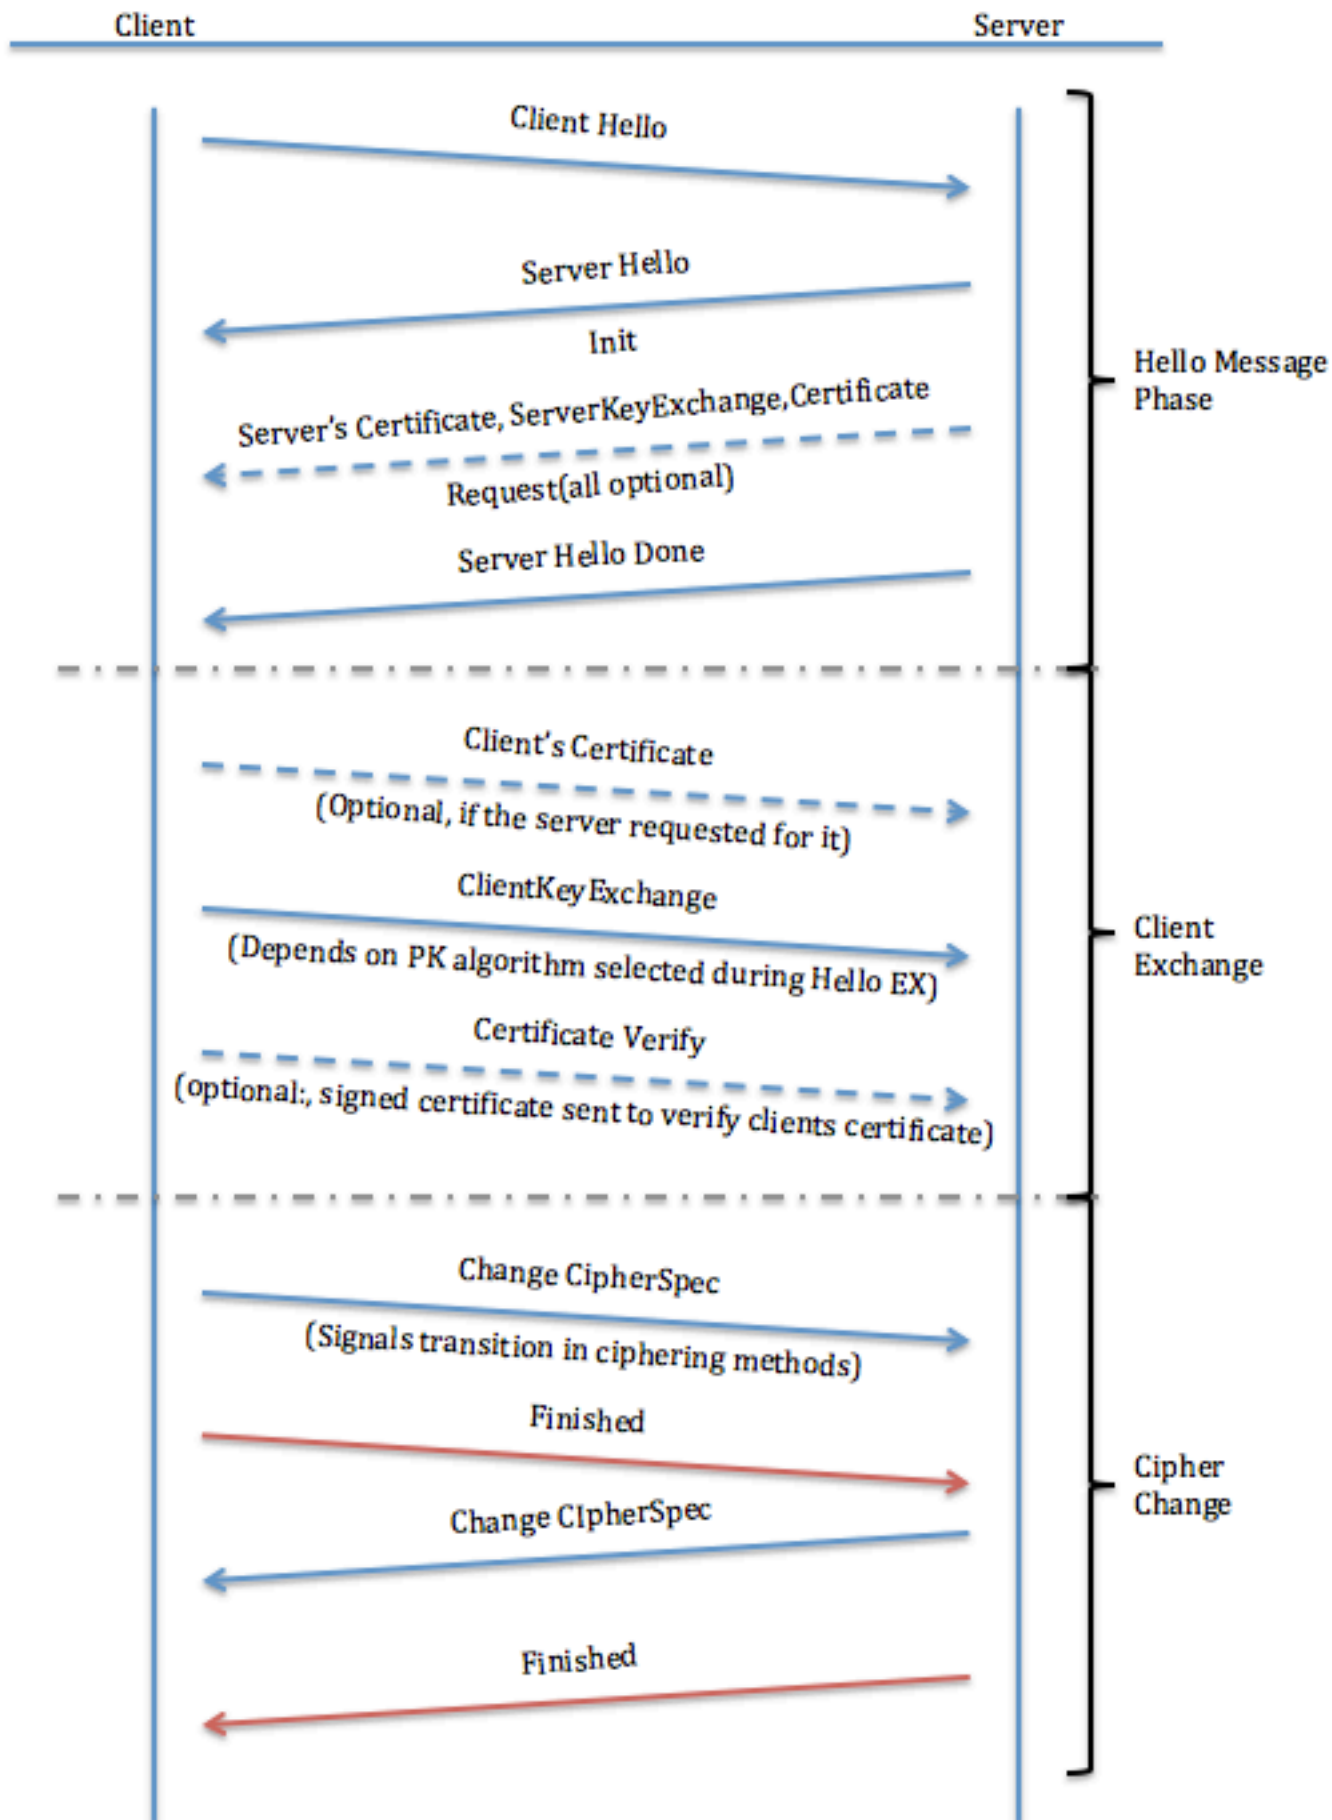 Client
Server
Client Hello
Server Hello
Init
Server's Certificate, ServerKeyExchange,Certificate
Request(all optional)
Server Hello Done
Hello Message
Phase
Client's Certificate
(Optional, if the server requested for it)
ClientKeyExchange
(Depends on PK algorithm selected during Hello EX)
Certificate Verify
(optional:, signed certificate sent to verify clients certificate)
Client
Exchange
Change CipherSpec
(Signals transition in ciphering methods)
Finished
Change CIpherSpec
Finished
Cipher
Change